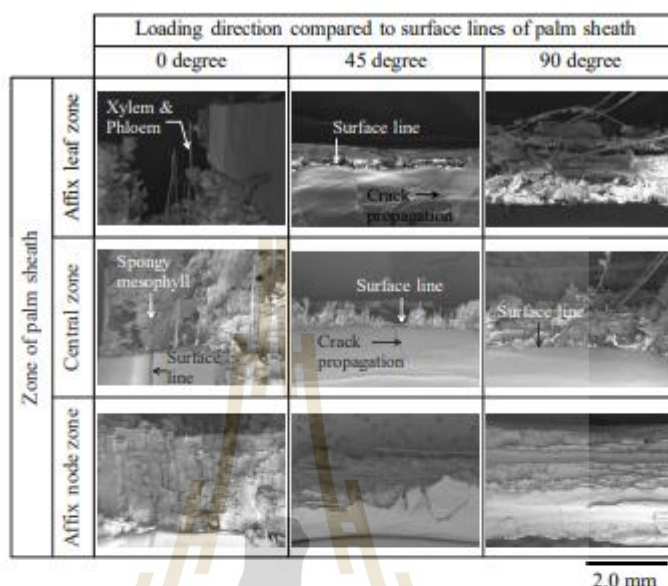 Loading direction compared to surface lines of palm sheath
0 degree
45 degree
90 degree
Zone of palm sheath
Affix leaf zone
Xylem &
Phloem
Surface line
Crack
propagation
Central zone
Spongy
mesophyll
Surface
line
Surface line
Crack
propagation
Surface line
Affix node zone
2.0 mm